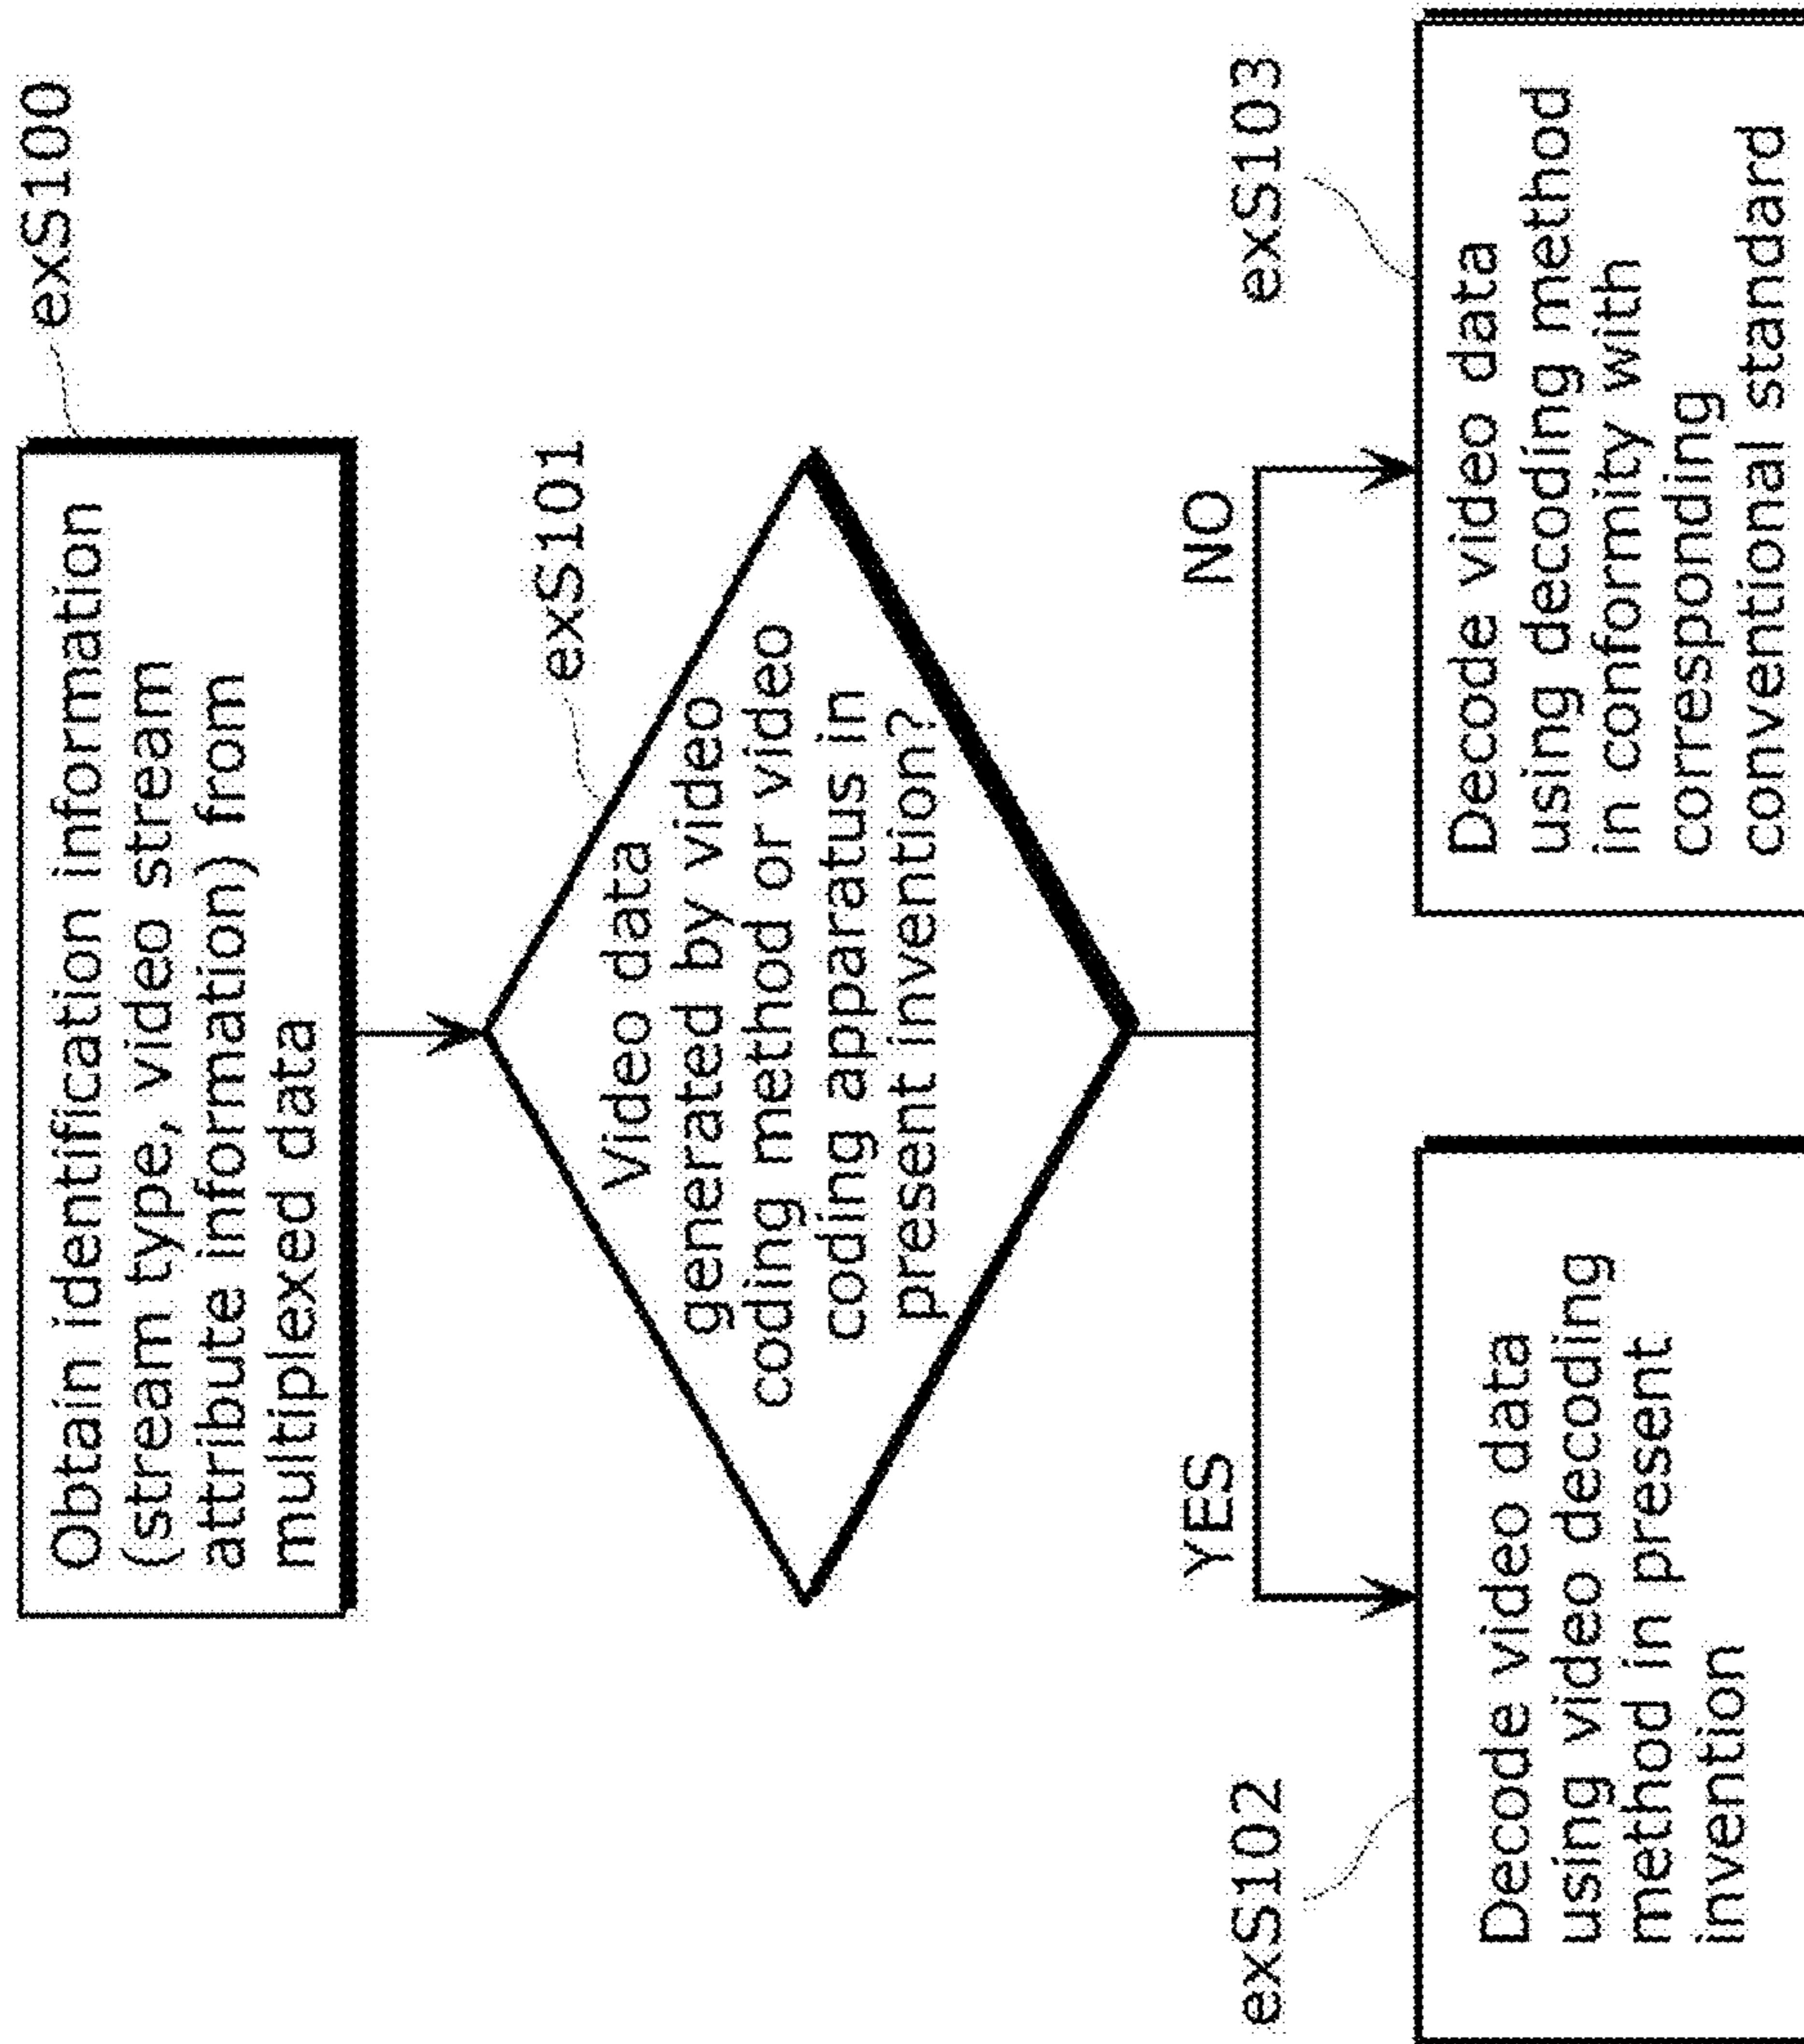 exS100
Obtain identification information
(stream type, video stream
attribute information) from
multiplexed data
exS101
Video data
generated by video
coding method or video
coding apparatus in
present invention?
YES
NO
exS102
Decode video data
using video decoding
method in present
invention
exS103
Decode video data
using decoding method
in conformity with
corresponding
conventional standard